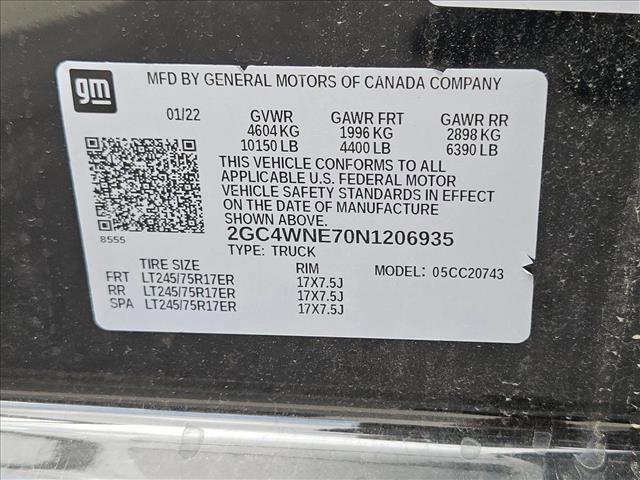 gm
MFD BY GENERAL MOTORS OF CANADA COMPANY
01/22 GVWR GAWR FRT GAWR RR
4604 KG 1996 KG 2898 KG
10150 LB 4400 LB 6390 LB
THIS VEHICLE CONFORMS TO ALL
APPLICABLE U.S. FEDERAL MOTOR
VEHICLE SAFETY STANDARDS IN EFFECT
ON THE DATE OF MANUFACTURE
SHOWN ABOVE.
8555 2GC4WNE70N1206935
TYPE: TRUCK
TIRE SIZE RIM MODEL: 05CC20743
FRT LT245/75R17ER 17X7.5J
RR LT245/75R17ER 17X7.5J
SPA LT245/75R17ER 17X7.5J